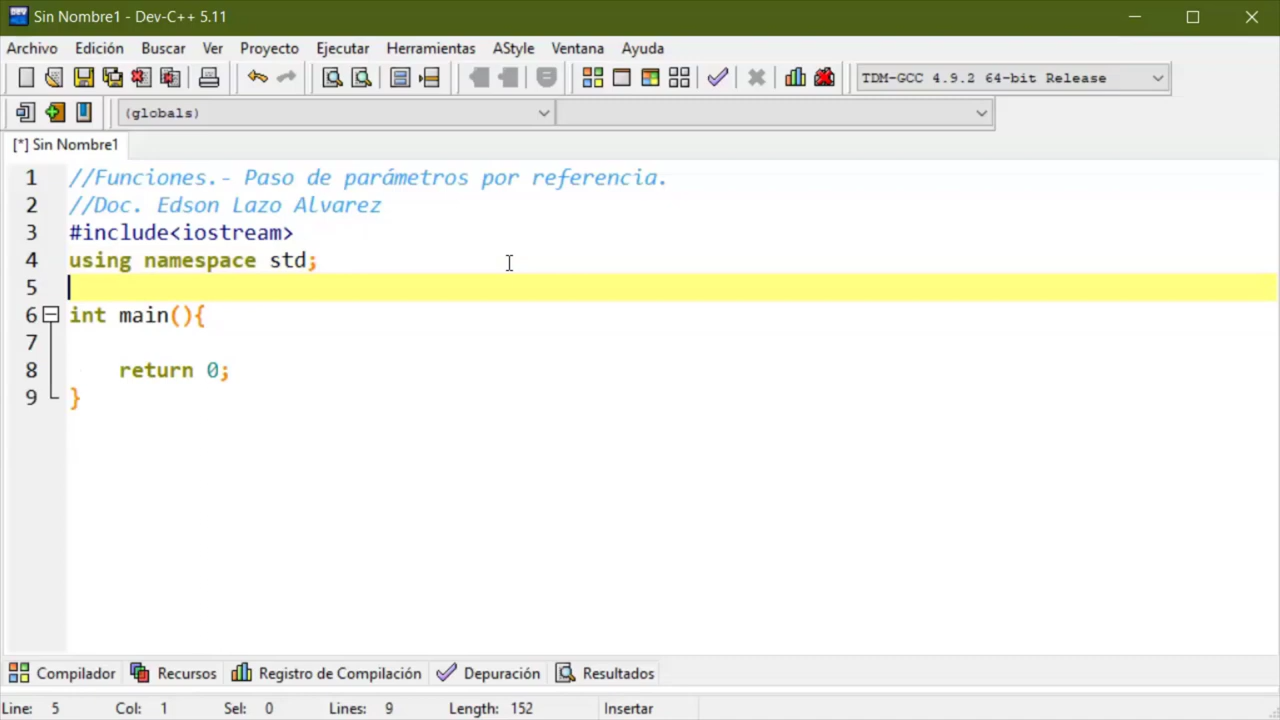 Sin Nombre1 - Dev-C++ 5.11
Archivo Edición Buscar Ver Proyecto Ejecutar Herramientas AStyle Ventana Ayuda
TDM-GCC 4.9.2 64-bit Release
(globals)
[*] Sin Nombre1
1 //Funciones.- Paso de parámetros por referencia.
2 //Doc. Edson Lazo Alvarez
3 #include<iostream>
4 using namespace std;
5
6 int main(){
7
8 return 0;
9 }
Compilador Recursos Registro de Compilación Depuración Resultados
Line: 5 Col: 1 Sel: 0 Lines: 9 Length: 152 Insertar